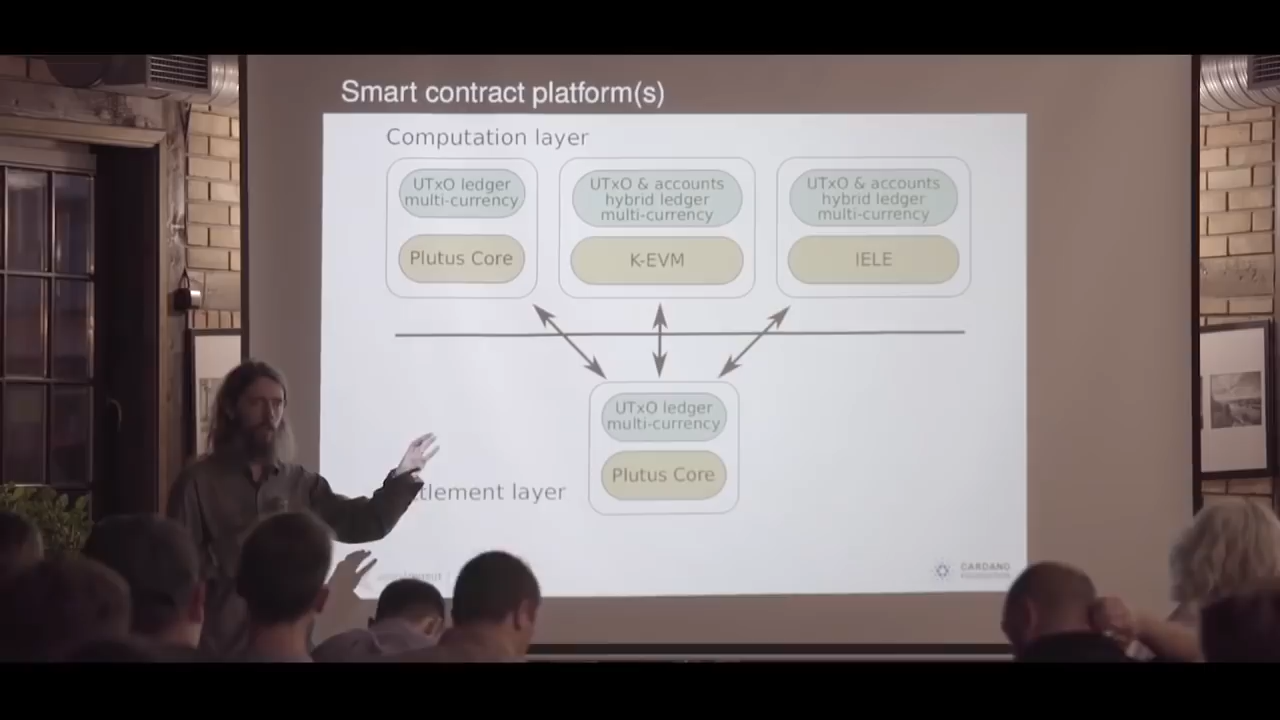 Smart contract platform(s)
Computation layer
UTxO ledger
multi-currency
Plutus Core
UTxO & accounts
hybrid ledger
multi-currency
K-EVM
UTxO & accounts
hybrid ledger
multi-currency
IELE
UTxO ledger
multi-currency
Plutus Core
tlement layer
CARDANO
FOUNDATION